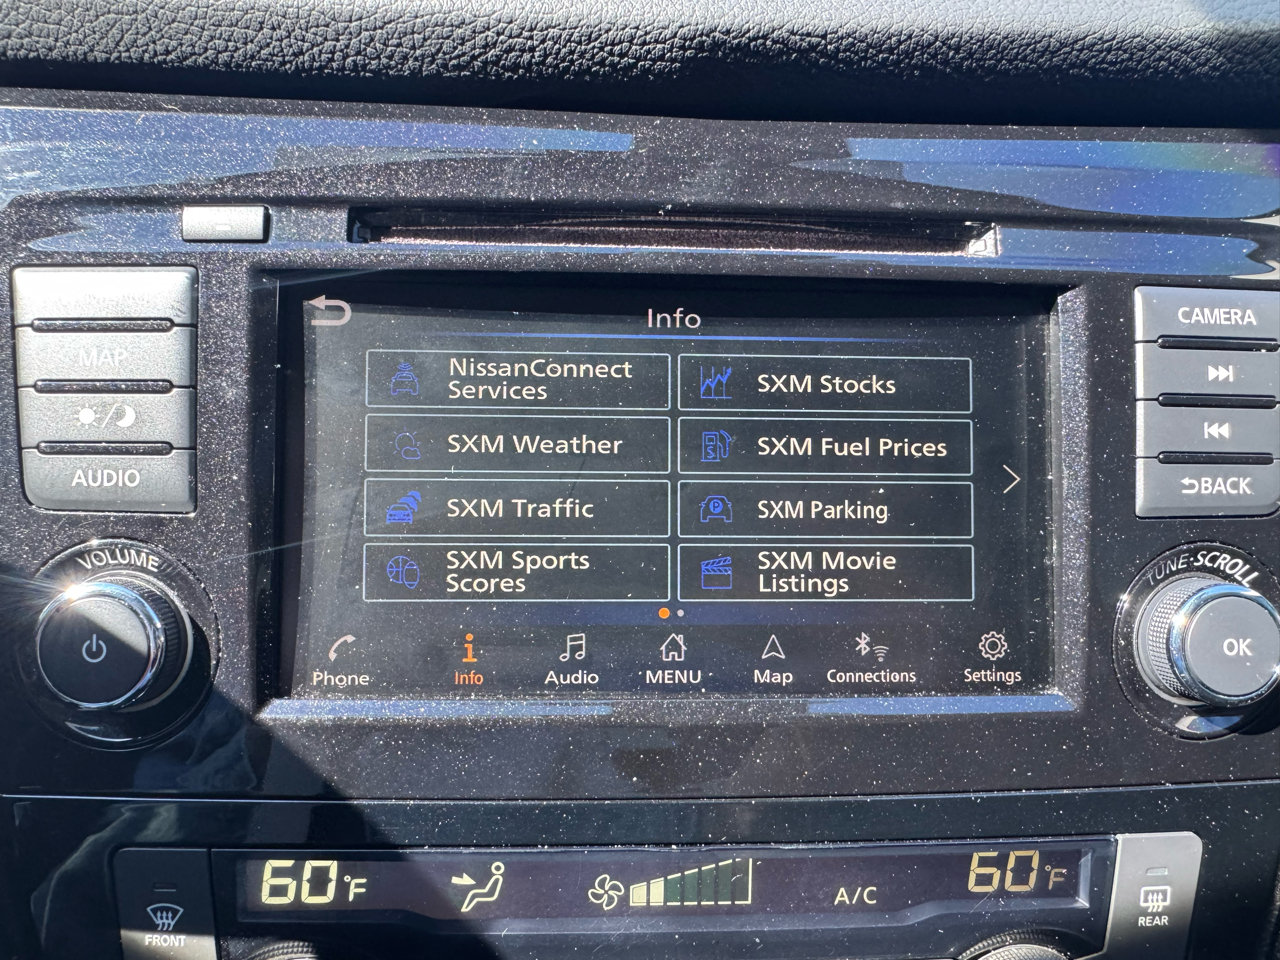 Info
NissanConnect
Services
SXM Stocks
SXM Weather
SXM Fuel Prices
SXM Traffic
SXM Parking
SXM Sports
Scores
SXM Movie
Listings
Phone
Info
Audio
MENU
Map
Connections
Settings
MAP
AUDIO
VOLUME
CAMERA
BACK
TUNE·SCROLL
OK
60°F
A/C
60°F
FRONT
REAR